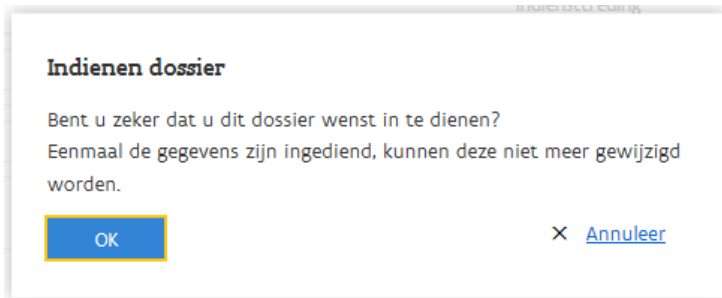 indiensttreding
Indienen dossier
Bent u zeker dat u dit dossier wenst in te dienen?
Eenmaal de gegevens zijn ingediend, kunnen deze niet meer gewijzigd
worden.
OK
× Annuleer